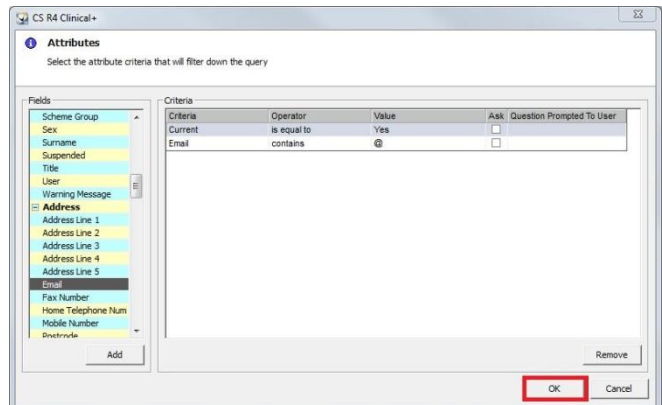 CS R4 Clinical+
Attributes
Select the attribute criteria that will filter down the query
Fields
Scheme Group
Sex
Surname
Suspended
Title
User
Warning Message
Address
Address Line 1
Address Line 2
Address Line 3
Address Line 4
Address Line 5
Email
Fax Number
Home Telephone Num
Mobile Number
Postcode
Add
Criteria
Criteria Operator Value Ask Question Prompted To User
Current is equal to Yes
Email contains @
Remove
OK Cancel